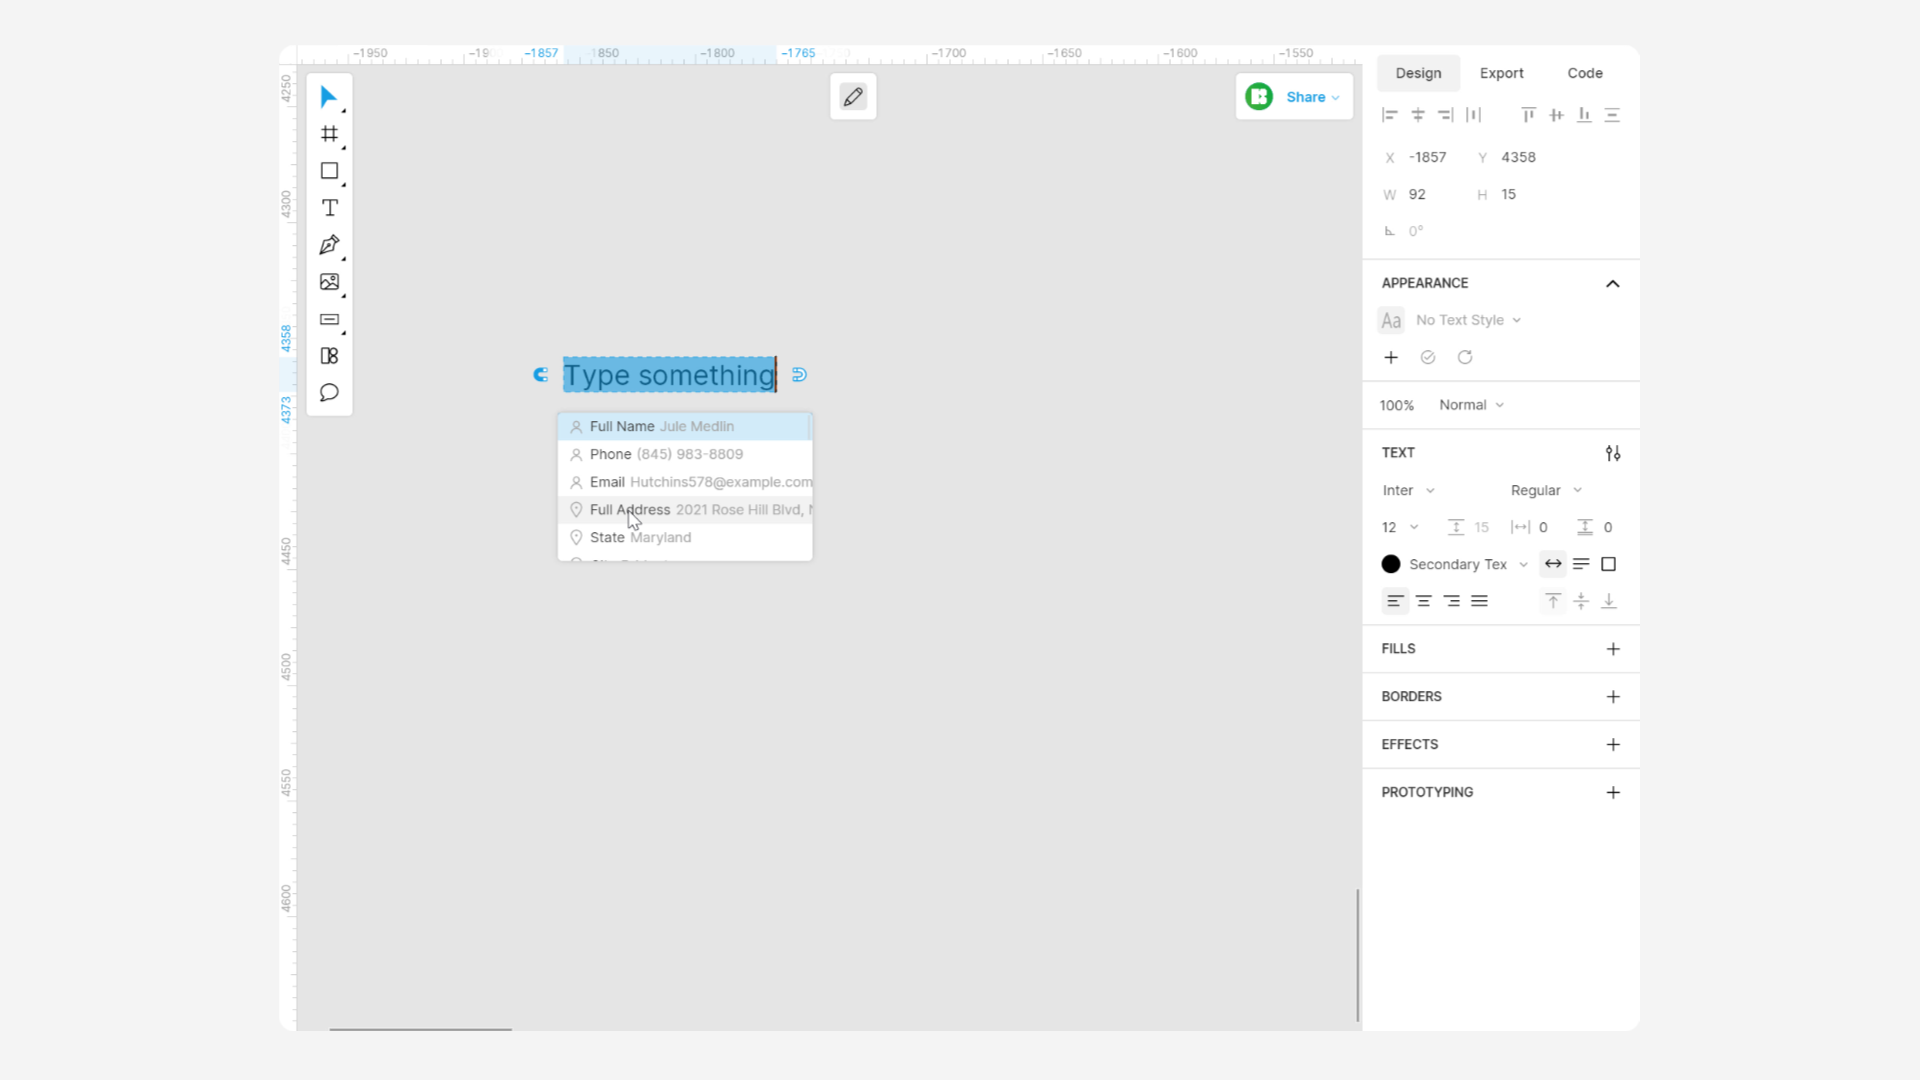 -1950 -190 -1857 -1850 -1800 -1765 -1700 -1650 -1600 -1550
4250
4300
4358
4373
4450
4500
4550
4600
Share
Type something
Full Name Jule Medlin
Phone (845) 983-8809
Email Hutchins578@example.com
Full Address 2021 Rose Hill Blvd,
State Maryland
Design Export Code
X -1857 Y 4358
W 92 H 15
0°
APPEARANCE
Aa No Text Style
100% Normal
TEXT
Inter Regular
12 15 0 0
Secondary Tex
FILLS
BORDERS
EFFECTS
PROTOTYPING